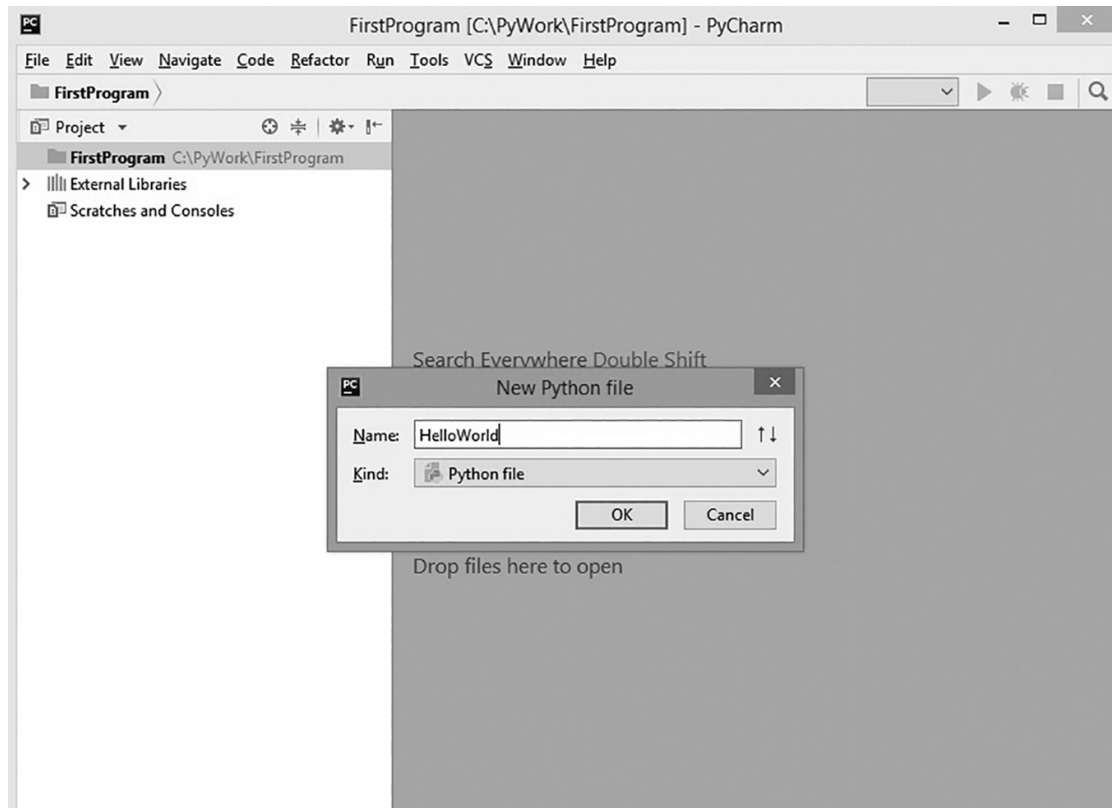 PC
FirstProgram [C:\PyWork\FirstProgram] - PyCharm
File Edit View Navigate Code Refactor Run Tools VCS Window Help
FirstProgram
Project
FirstProgram C:\PyWork\FirstProgram
External Libraries
Scratches and Consoles
Search Everywhere Double Shift
PC
New Python file
Name: HelloWorld
Kind: Python file
OK Cancel
Drop files here to open